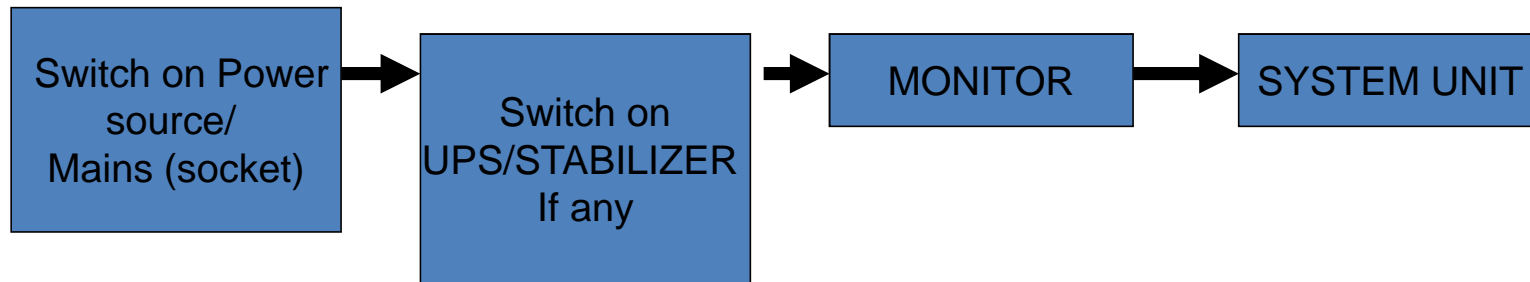 Switch on Power
source/
Mains (socket)
Switch on
UPS/STABILIZER
If any
MONITOR
SYSTEM UNIT